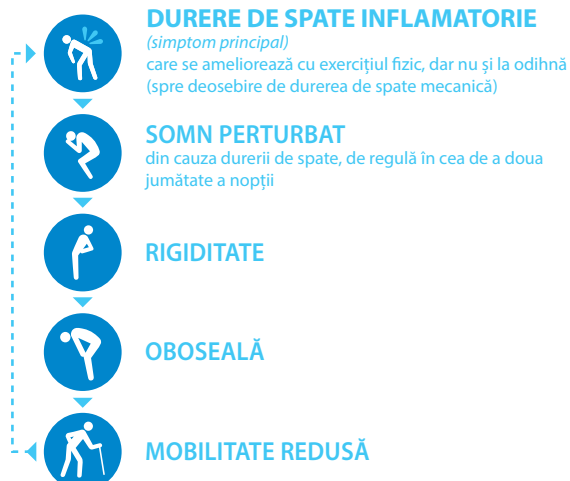 DURERE DE SPATE INFLAMATORIE
(simptom principal)
care se ameliorează cu exercițiul fizic, dar nu și la odihnă
(spre deosebire de durerea de spate mecanică)
SOMN PERTURBAT
din cauza durerii de spate, de regulă în cea de a doua
jumătate a nopții
RIGIDITATE
OBOSEALĂ
MOBILITATE REDUSĂ